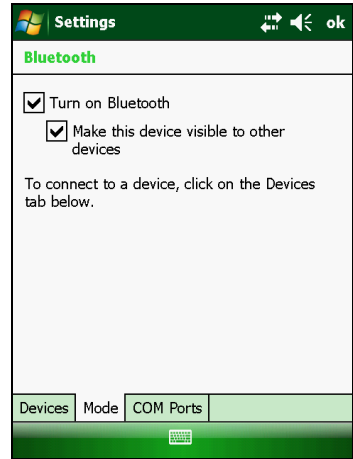 Settings ok
Bluetooth
Turn on Bluetooth
Make this device visible to other
devices
To connect to a device, click on the Devices
tab below.
Devices Mode COM Ports